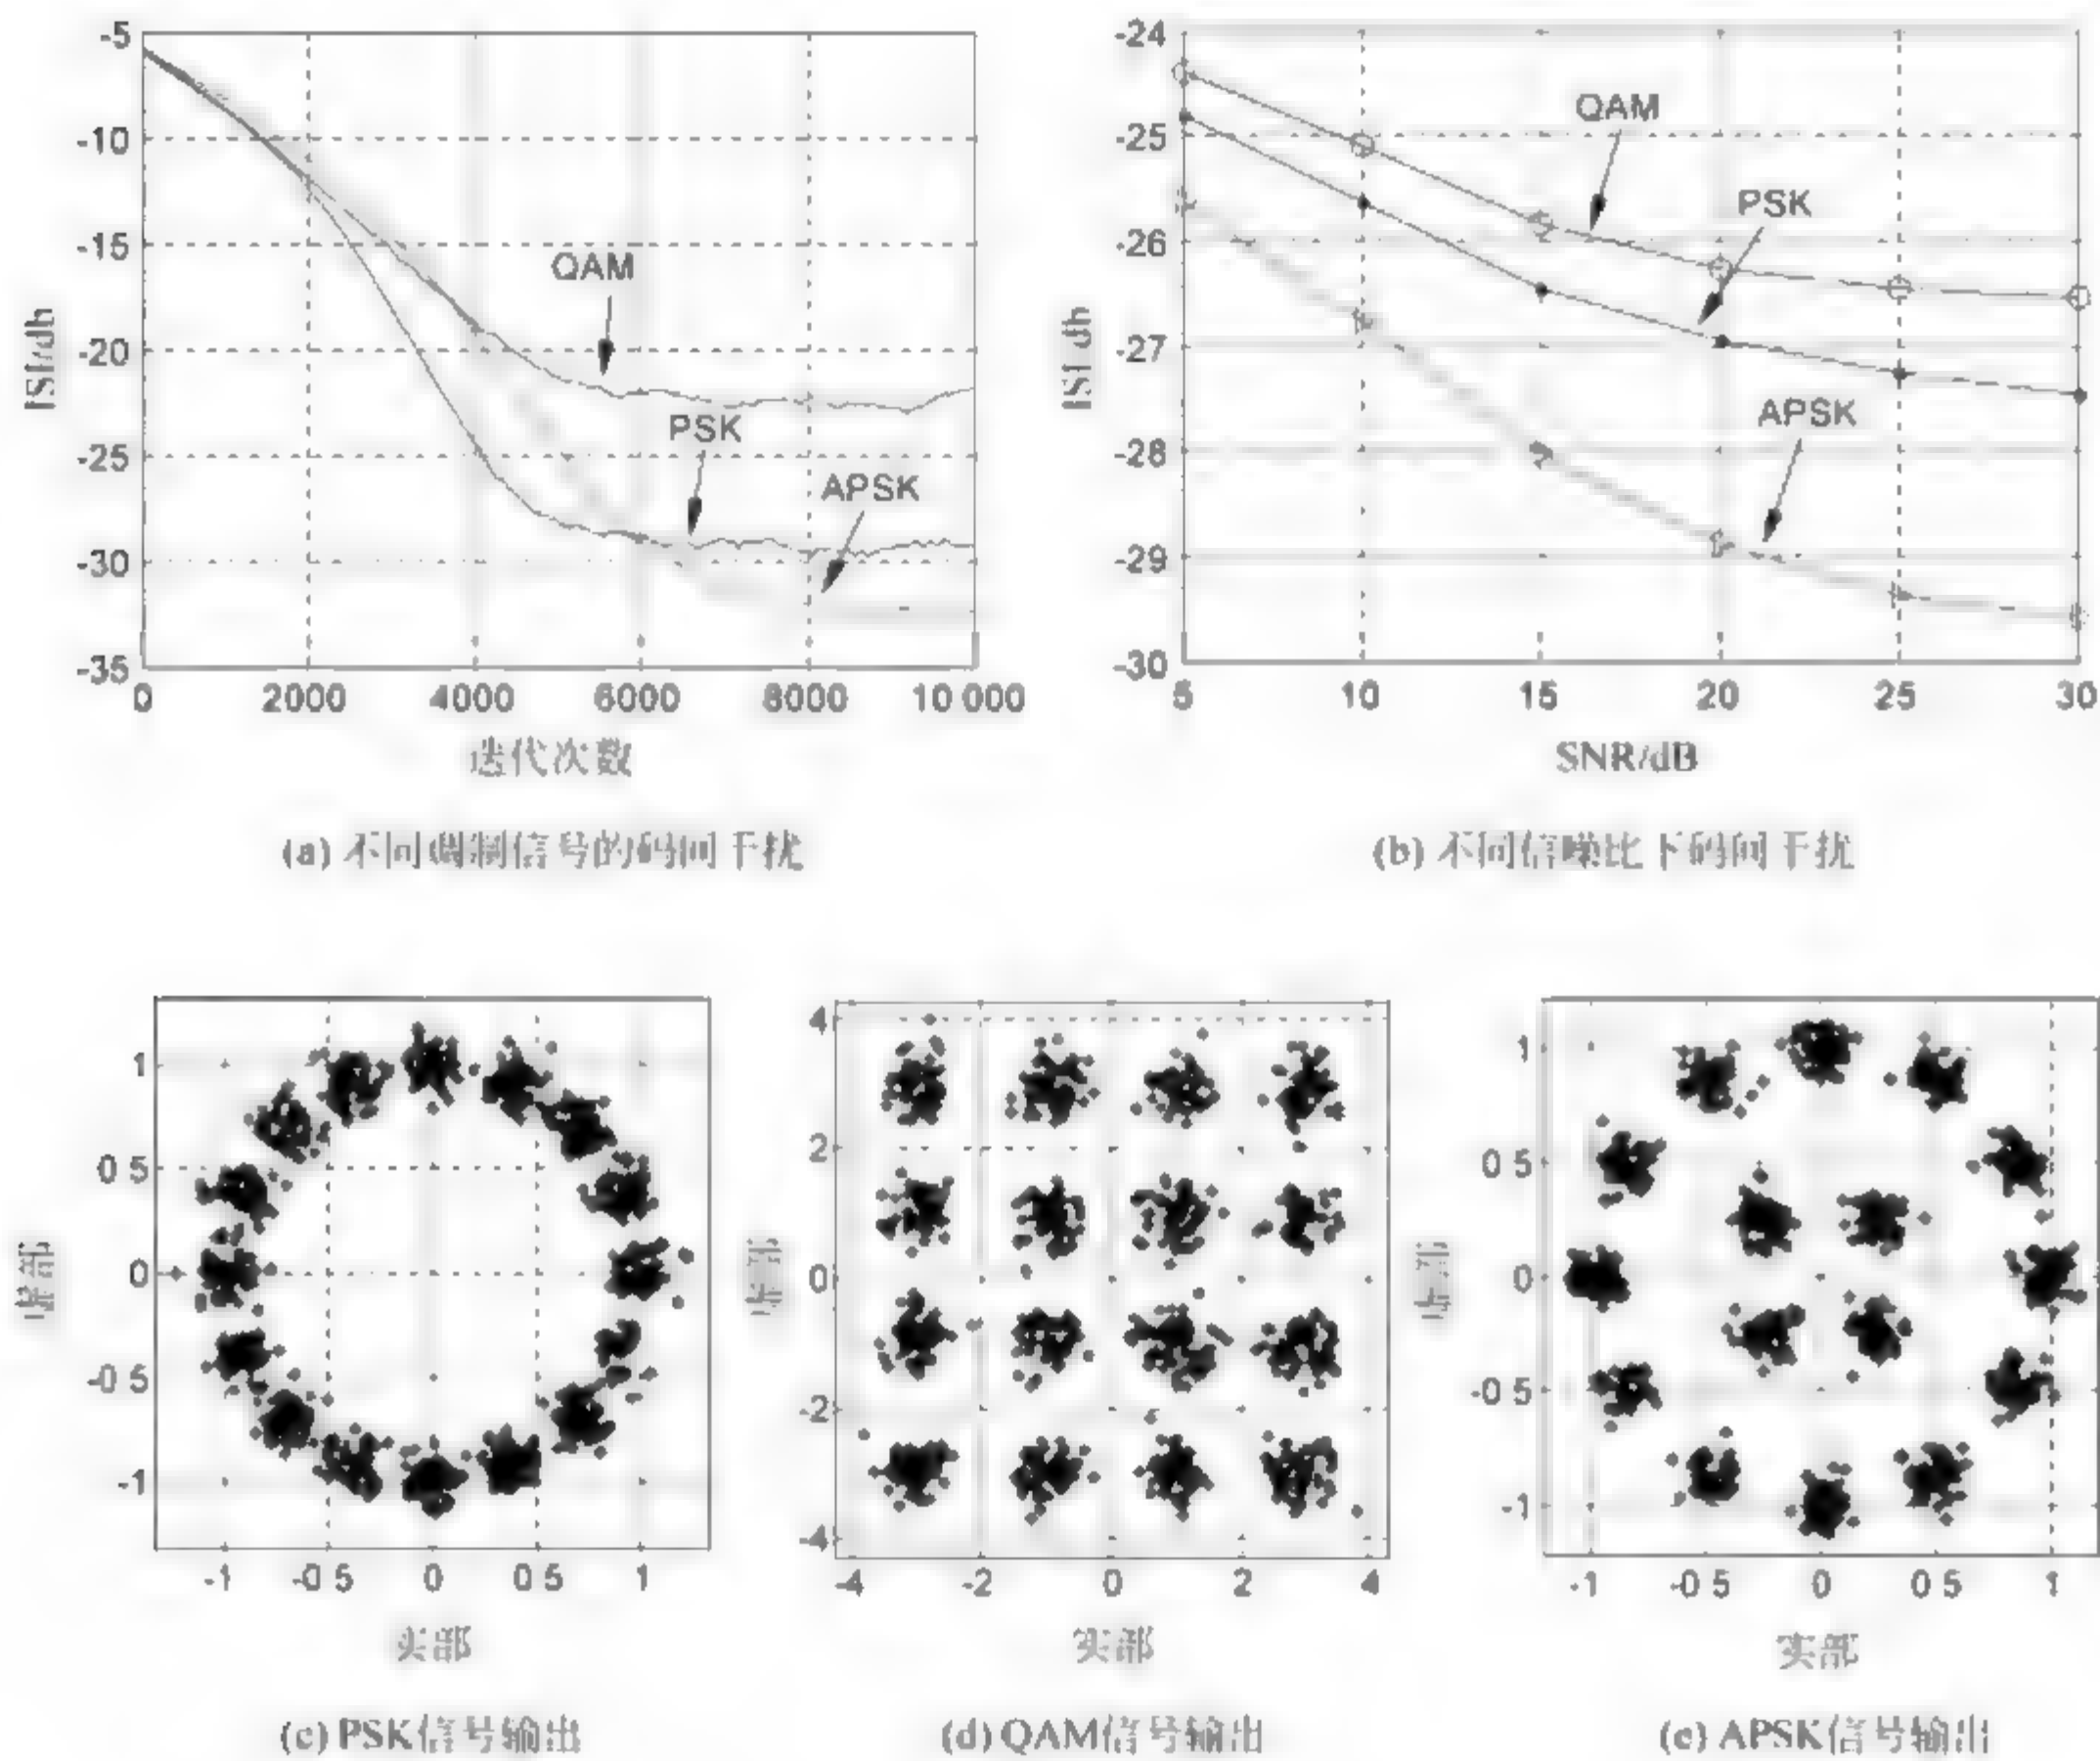 -5
-10
-15
-20
-25
-30
-35
ISI/db
QAM
PSK
APSK
0 2000 4000 6000 8000 10 000
迭代次数
(a) 不同调制信号的码间干扰
-24
-25
-26
-27
-28
-29
-30
ISI db
QAM
PSK
APSK
5 10 15 20 25 30
SNR/dB
(b) 不同信噪比下码间干扰
1
0 5
0
-0 5
-1
虚部
-1 -0 5 0 0 5 1
实部
(c) PSK信号输出
4
2
0
-2
-4
虚部
-4 -2 0 2 4
实部
(d) QAM信号输出
1
0 5
0
-0 5
-1
虚部
-1 -0 5 0 0 5 1
实部
(e) APSK信号输出